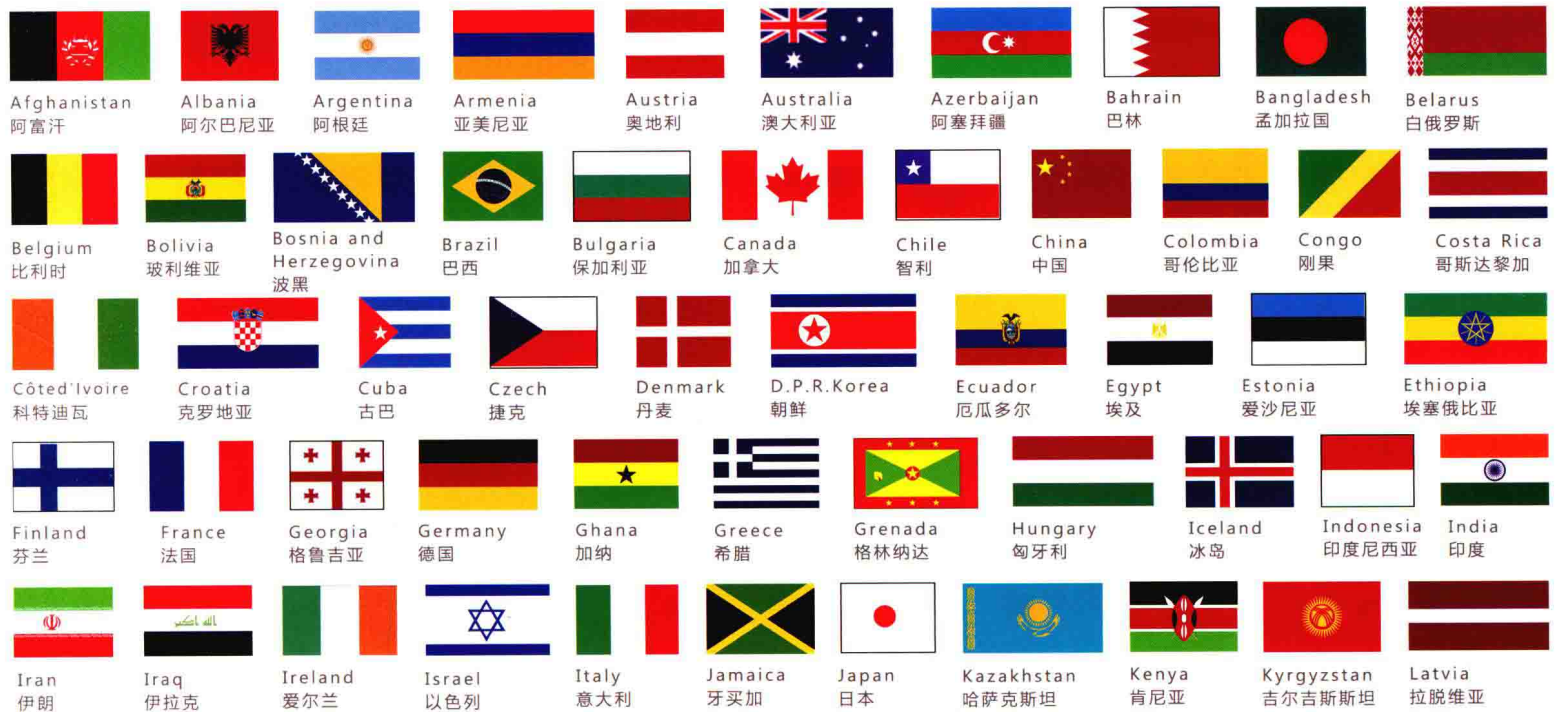 Afghanistan Albania Argentina Armenia Austria Australia Azerbaijan Bahrain Bangladesh Belarus
阿富汗 阿尔巴尼亚 阿根廷 亚美尼亚 奥地利 澳大利亚 阿塞拜疆 巴林 孟加拉国 白俄罗斯
Belgium Bolivia Bosnia and Brazil Bulgaria Canada Chile China Colombia Congo Costa Rica
比利时 玻利维亚 Herzegovina 巴西 保加利亚 加拿大 智利 中国 哥伦比亚 刚果 哥斯达黎加
波黑
Côted'Ivoire Croatia Cuba Czech Denmark D.P.R.Korea Ecuador Egypt Estonia Ethiopia
科特迪瓦 克罗地亚 古巴 捷克 丹麦 朝鲜 厄瓜多尔 埃及 爱沙尼亚 埃塞俄比亚
Finland France Georgia Germany Ghana Greece Grenada Hungary Iceland Indonesia India
芬兰 法国 格鲁吉亚 德国 加纳 希腊 格林纳达 匈牙利 冰岛 印度尼西亚 印度
Iran Iraq Ireland Israel Italy Jamaica Japan Kazakhstan Kenya Kyrgyzstan Latvia
伊朗 伊拉克 爱尔兰 以色列 意大利 牙买加 日本 哈萨克斯坦 肯尼亚 吉尔吉斯斯坦 拉脱维亚